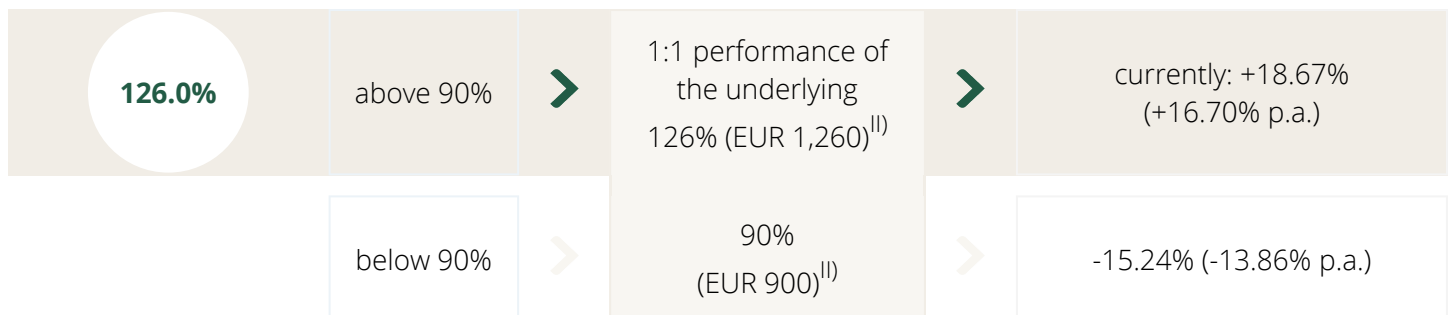 126.0%
above 90%
1:1 performance of
the underlying
126% (EUR 1,260)II)
currently: +18.67%
(+16.70% p.a.)
below 90%
90%
(EUR 900)II)
-15.24% (-13.86% p.a.)